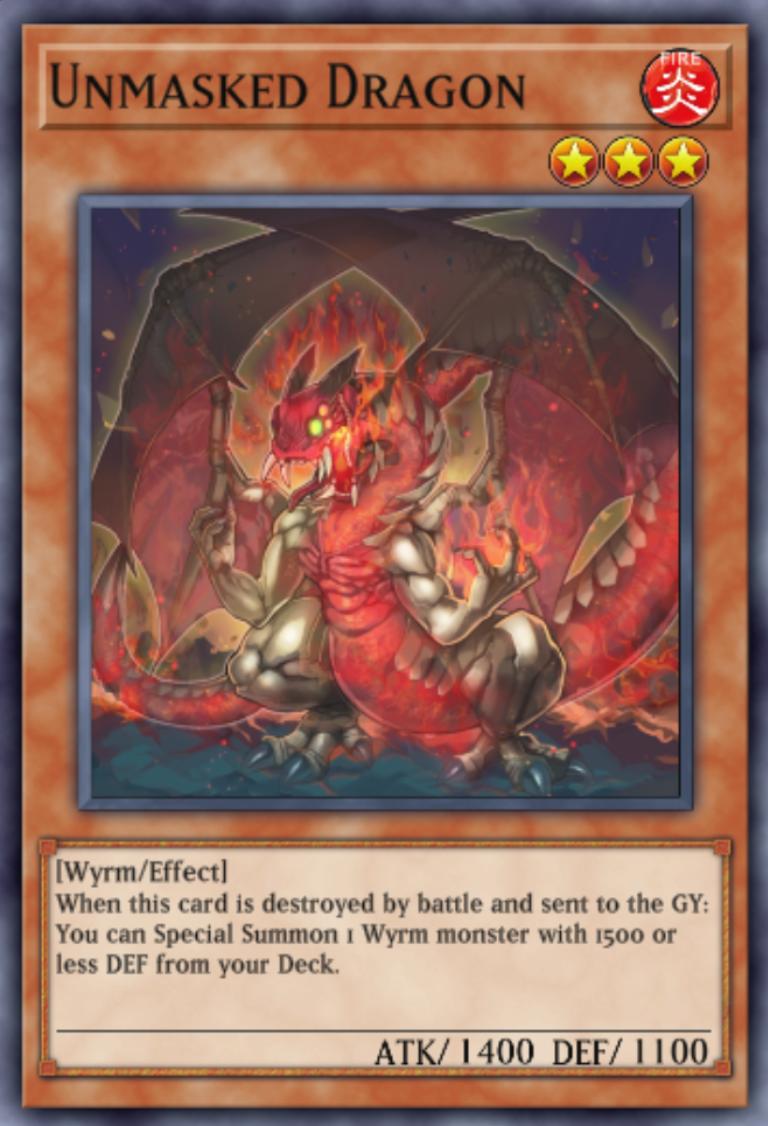 Unmasked Dragon
FIRE
炎
[Wyrm/Effect]
When this card is destroyed by battle and sent to the GY:
You can Special Summon 1 Wyrm monster with 1500 or
less DEF from your Deck.
ATK/ 1400 DEF/ 1100